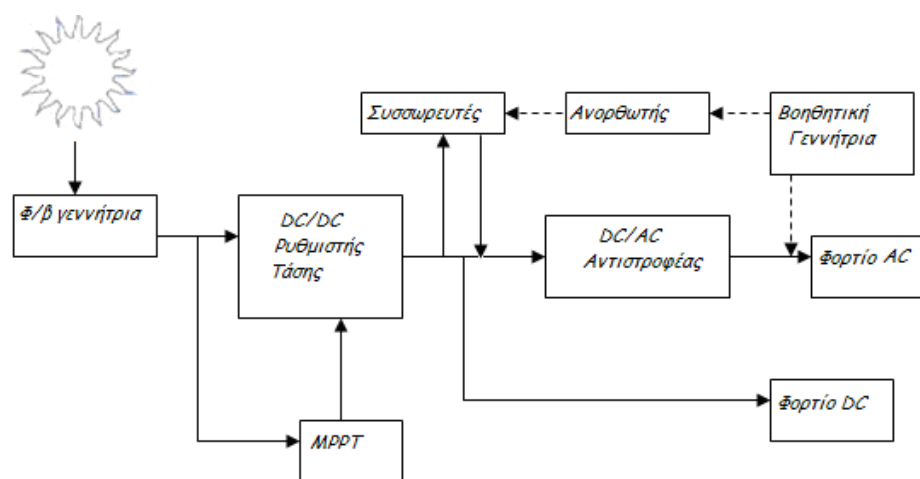 Συσσωρευτές
Ανορθωτής
Βοηθητική
Γεννήτρια
Φ/β γεννήτρια
DC/DC
Ρυθμιστής
Τάσης
DC/AC
Αντιστροφέας
Φορτίο AC
Φορτίο DC
MPPT